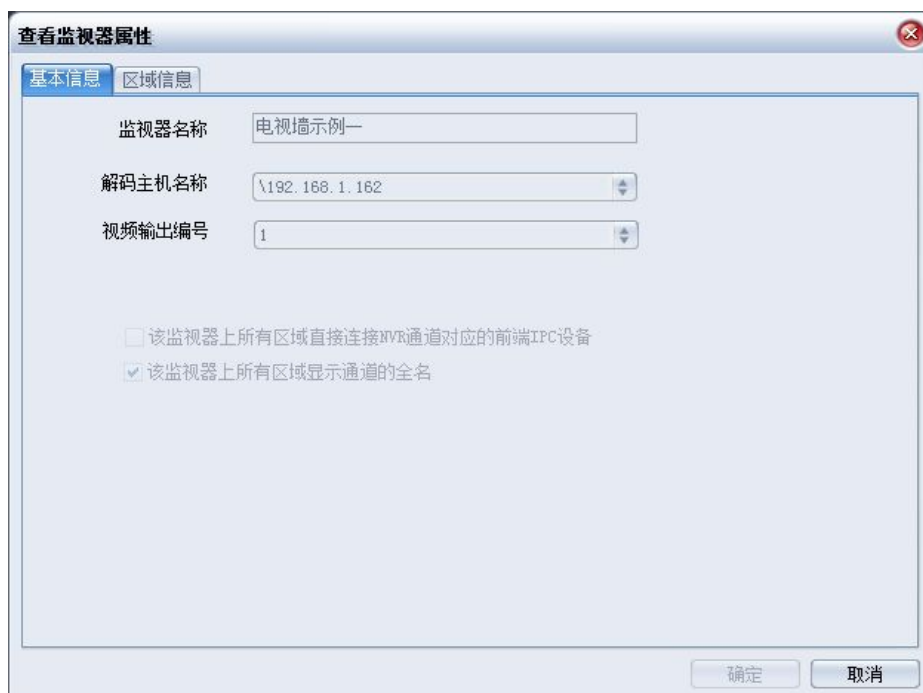 查看监视器属性
基本信息 区域信息
监视器名称 电视墙示例一
解码主机名称 \192.168.1.162
视频输出编号 1
该监视器上所有区域直接连接NVR通道对应的前端IPC设备
该监视器上所有区域显示通道的全名
确定 取消